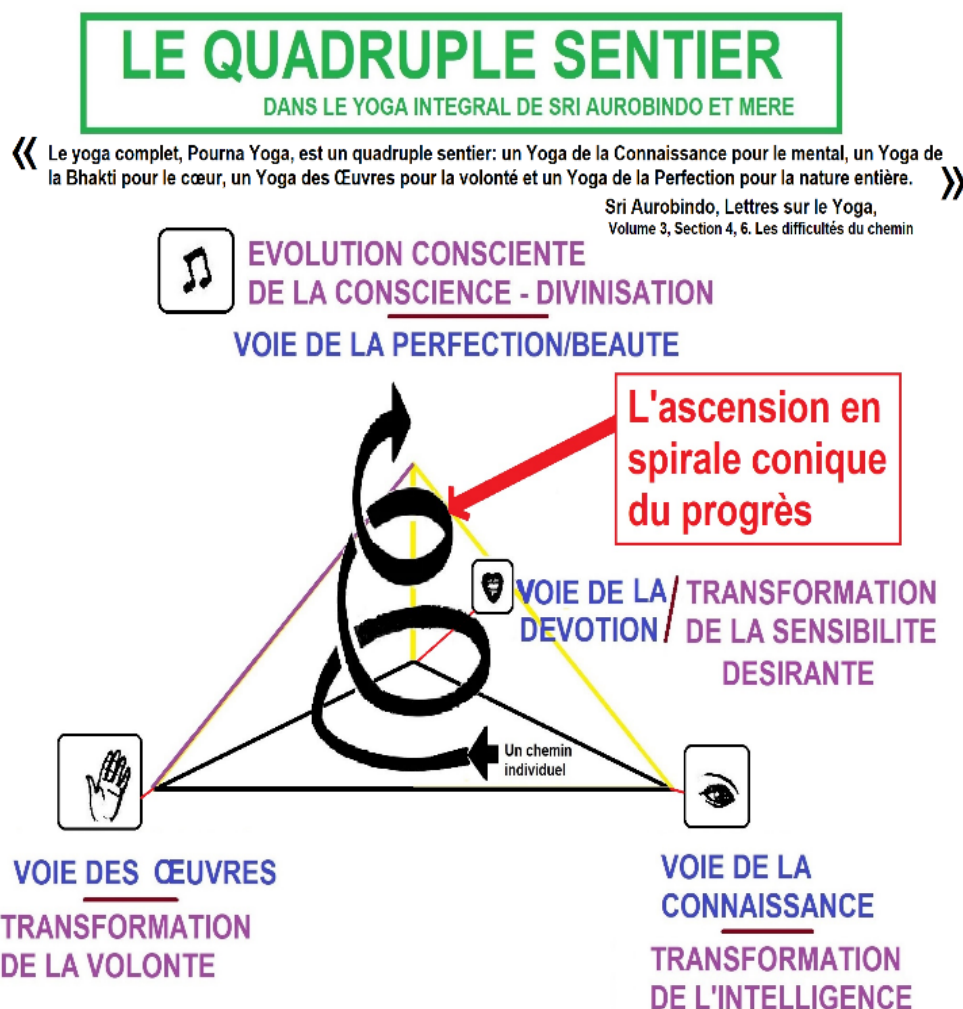 LE QUADRUPLE SENTIER
DANS LE YOGA INTEGRAL DE SRI AUROBINDO ET MERE
« Le yoga complet, Pourna Yoga, est un quadruple sentier: un Yoga de la Connaissance pour le mental, un Yoga de
la Bhakti pour le cœur, un Yoga des Œuvres pour la volonté et un Yoga de la Perfection pour la nature entière. »
Sri Aurobindo, Lettres sur le Yoga,
Volume 3, Section 4, 6. Les difficultés du chemin
EVOLUTION CONSCIENTE
DE LA CONSCIENCE - DIVINISATION
VOIE DE LA PERFECTION/BEAUTE
L'ascension en
spirale conique
du progrès
VOIE DE LA
DEVOTION
/
TRANSFORMATION
DE LA SENSIBILITE
DESIRANTE
Un chemin
individuel
VOIE DES ŒUVRES
TRANSFORMATION
DE LA VOLONTE
VOIE DE LA
CONNAISSANCE
TRANSFORMATION
DE L'INTELLIGENCE